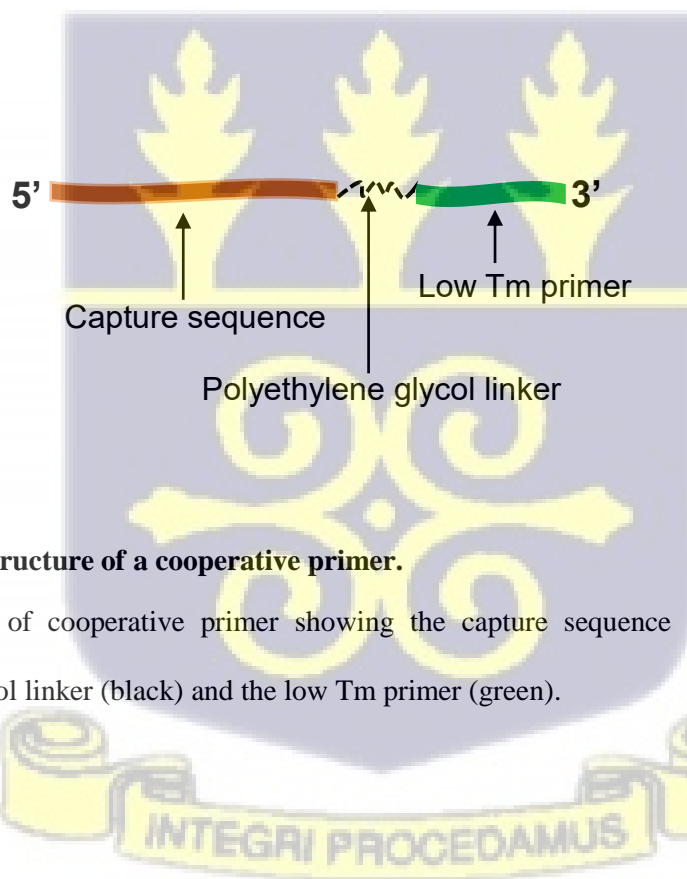 5’ 3’
Low Tm primer
Capture sequence
Polyethylene glycol linker
ructure of a cooperative primer.
of cooperative primer showing the capture sequence
ol linker (black) and the low Tm primer (green).
INTEGRI PROCEDAMUS